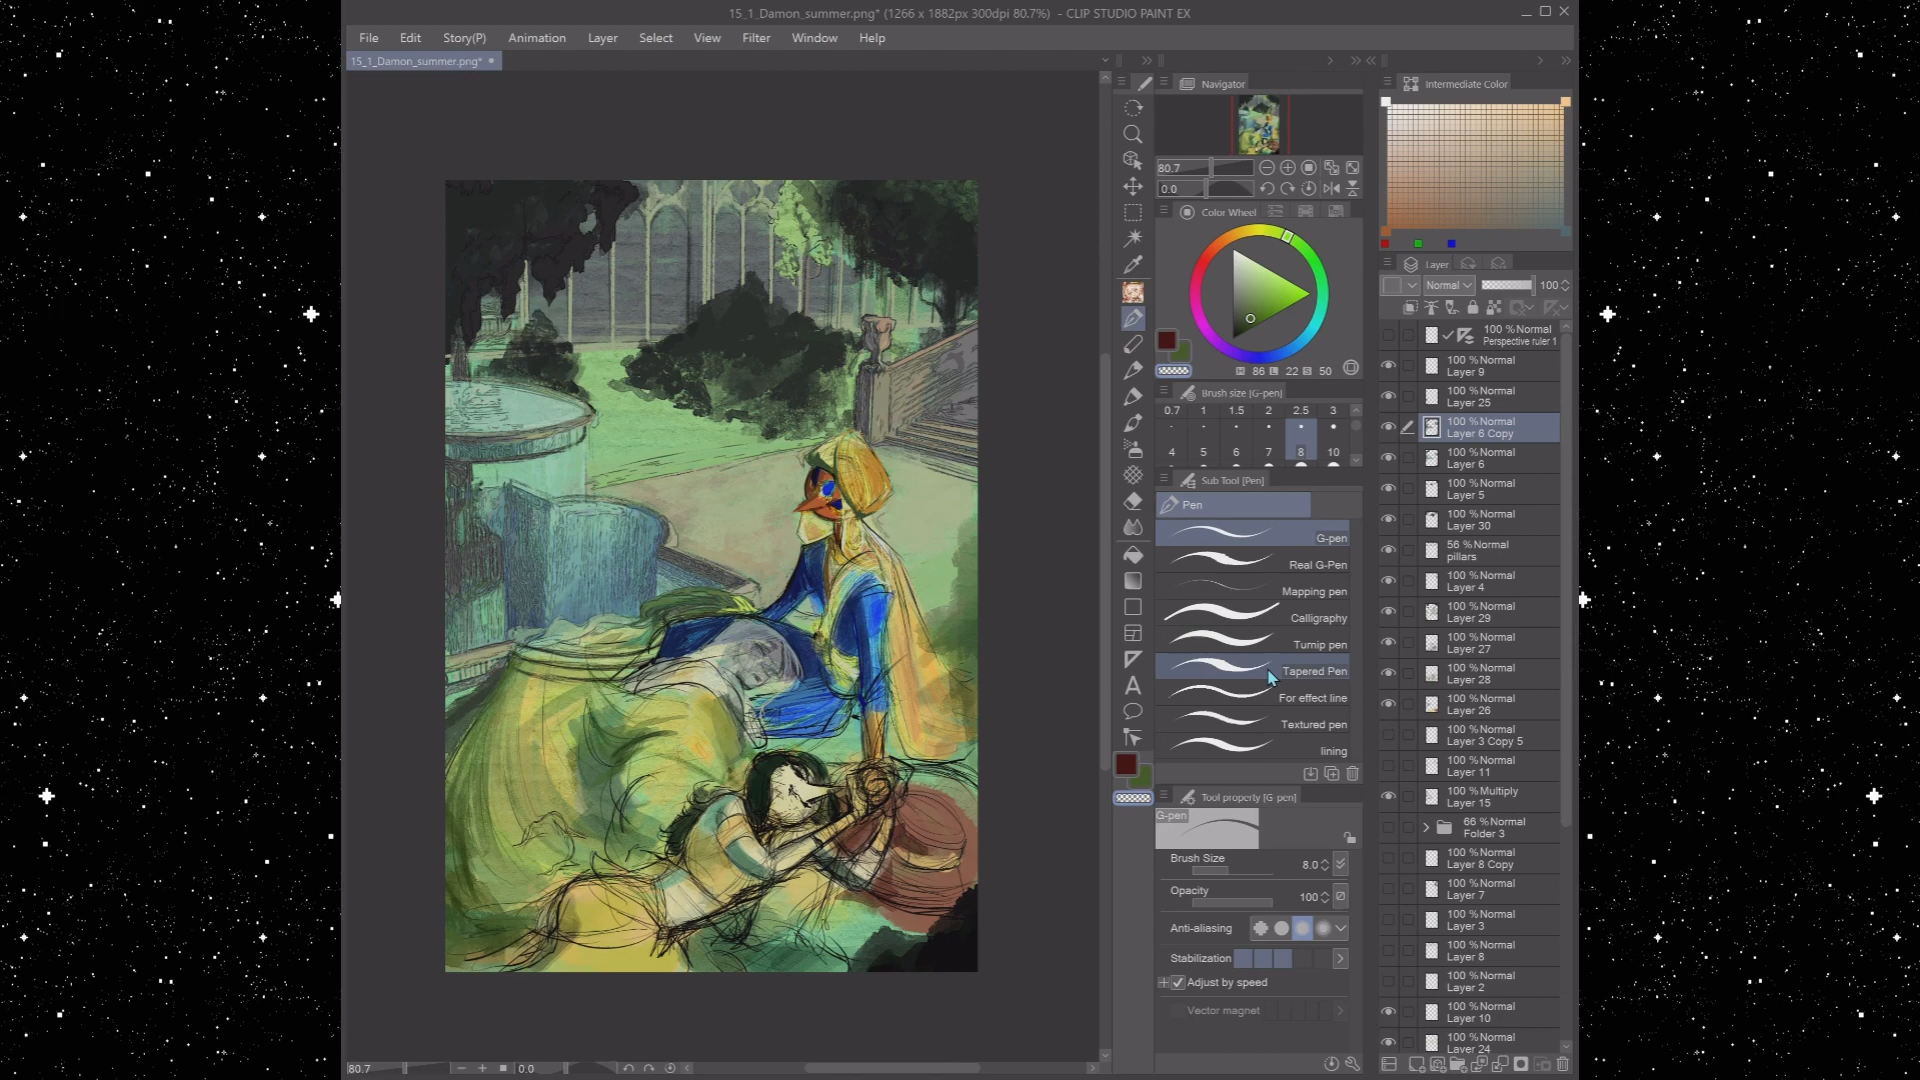 15_1_Damon_summer.png* (1266 x 1882px 300dpi 80.7%) - CLIP STUDIO PAINT EX
File Edit Story(P) Animation Layer Select View Filter Window Help
15_1_Damon_summer.png*
Navigator
80.7
0.0
Color Wheel
86 22 50
Brush size [G-pen]
0.7 1 1.5 2 2.5 3
4 5 6 7 8 10
Sub Tool [Pen]
Pen
G-pen
Real G-Pen
Mapping pen
Calligraphy
Turnip pen
Tapered Pen
For effect line
Textured pen
lining
Tool property [G-pen]
G-pen
Brush Size 8.0
Opacity 100
Anti-aliasing
Stabilization
Adjust by speed
Vector magnet
Intermediate Color
Layer
Normal 100
100 %Normal
Perspective ruler 1
100 %Normal
Layer 9
100 %Normal
Layer 25
100 %Normal
Layer 6 Copy
100 %Normal
Layer 6
100 %Normal
Layer 5
100 %Normal
Layer 30
56 %Normal
pillars
100 %Normal
Layer 4
100 %Normal
Layer 29
100 %Normal
Layer 27
100 %Normal
Layer 28
100 %Normal
Layer 26
100 %Normal
Layer 3 Copy 5
100 %Normal
Layer 11
100 %Multiply
Layer 15
66 %Normal
Folder 3
100 %Normal
Layer 8 Copy
100 %Normal
Layer 7
100 %Normal
Layer 3
100 %Normal
Layer 8
100 %Normal
Layer 2
100 %Normal
Layer 10
100 %Normal
Layer 24
80.7 0.0